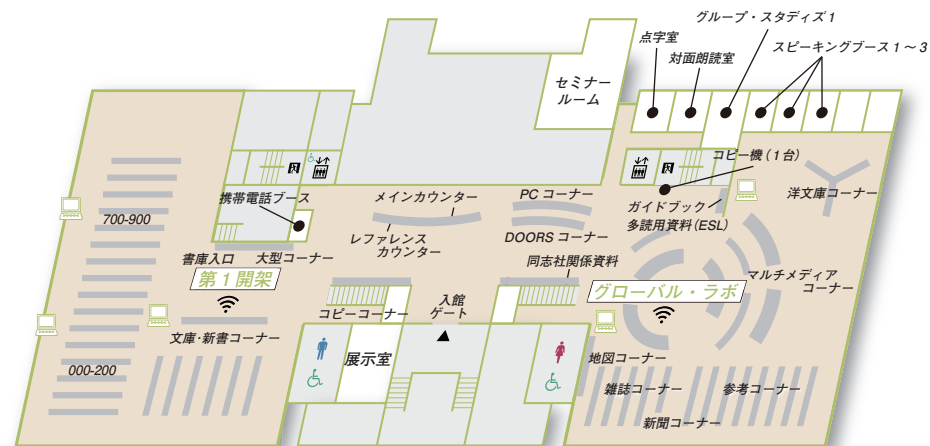 グループ・スタディズ 1
点字室
スピーキングブース 1 ～ 3
対面朗読室
セミナー
ルーム
コピー機（1台）
携帯電話ブース
メインカウンター
PC コーナー
ガイドブック
多読用資料(ESL)
洋文庫コーナー
700-900
レファレンス
カウンター
DOORS コーナー
書庫入口
大型コーナー
同志社関係資料
マルチメディア
コーナー
第 1 開架
グローバル・ラボ
コピーコーナー
入館
ゲート
文庫・新書コーナー
展示室
地図コーナー
000-200
雑誌コーナー
参考コーナー
新聞コーナー